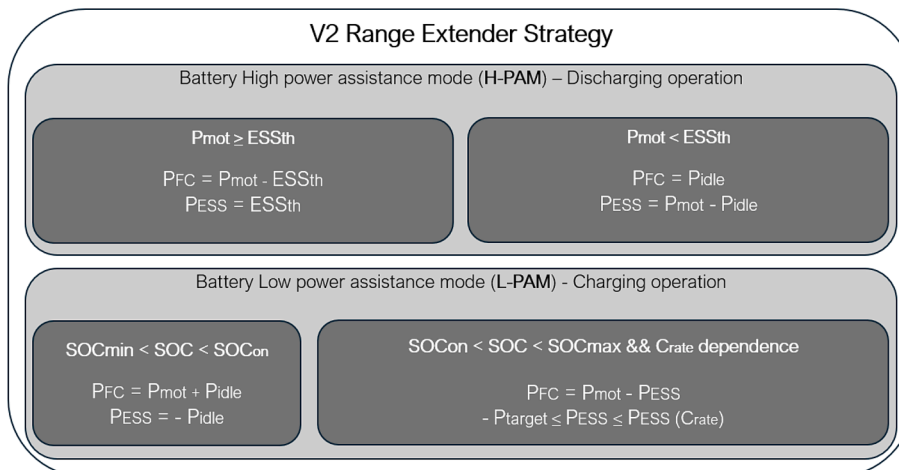 V2 Range Extender Strategy
Battery High power assistance mode (H-PAM) – Discharging operation
Pmot ≥ ESSth
PFC = Pmot - ESSth
PESS = ESSth
Pmot < ESSth
PFC = Pidle
PESS = Pmot - Pidle
Battery Low power assistance mode (L-PAM) - Charging operation
SOCmin < SOC < SOCon
PFC = Pmot + Pidle
PESS = - Pidle
SOCon < SOC < SOCmax && Crate dependence
PFC = Pmot - PESS
- Ptarget ≤ PESS ≤ PESS (Crate)